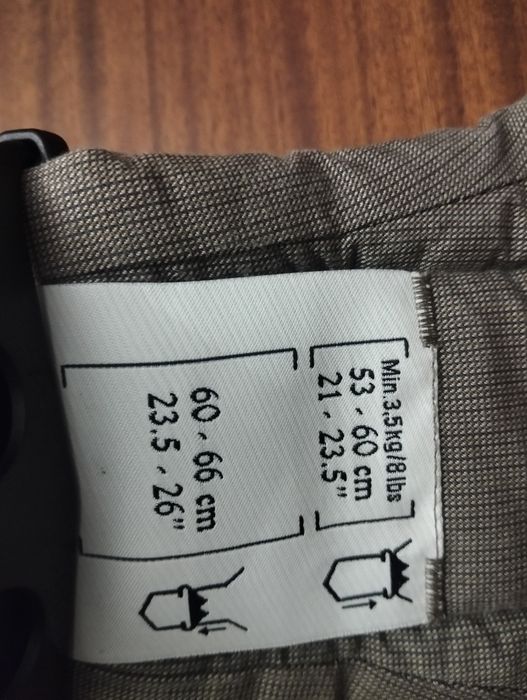 Min.3,5kg/8lbs
53 - 60 cm
21 - 23.5"
60 - 66 cm
23.5 - 26"